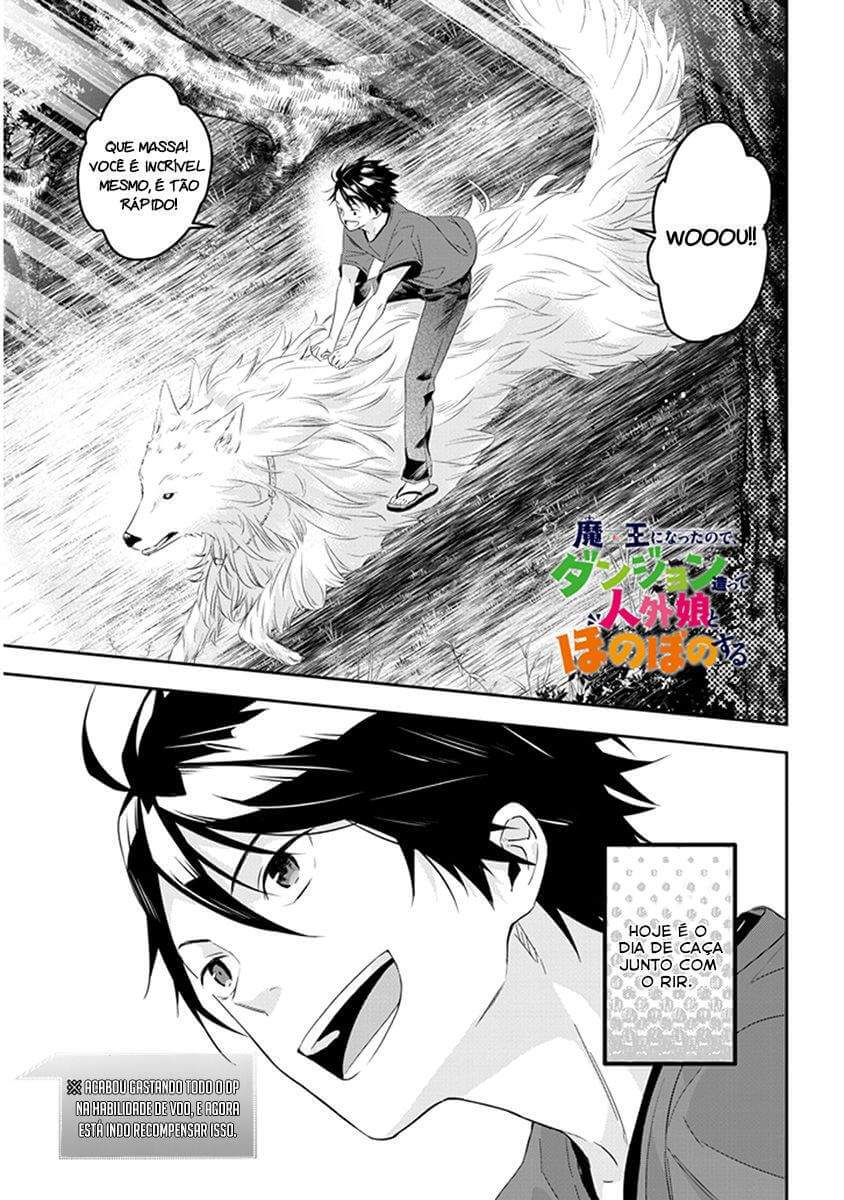 WOOOU!!
QUE MASSA!
VOCÊ É INCRÍVEL
MESMO, É TÃO
RÁPIDO!
魔王になったので、
ダンジョン造って
人外娘と
ほのぼのする
HOJE É O
DIA DE CAÇA
JUNTO COM
O RIR.
※ ACABOU GASTANDO TODO O DP
NA HABILIDADE DE VOO, E AGORA
ESTÁ INDO RECOMPENSAR ISSO.